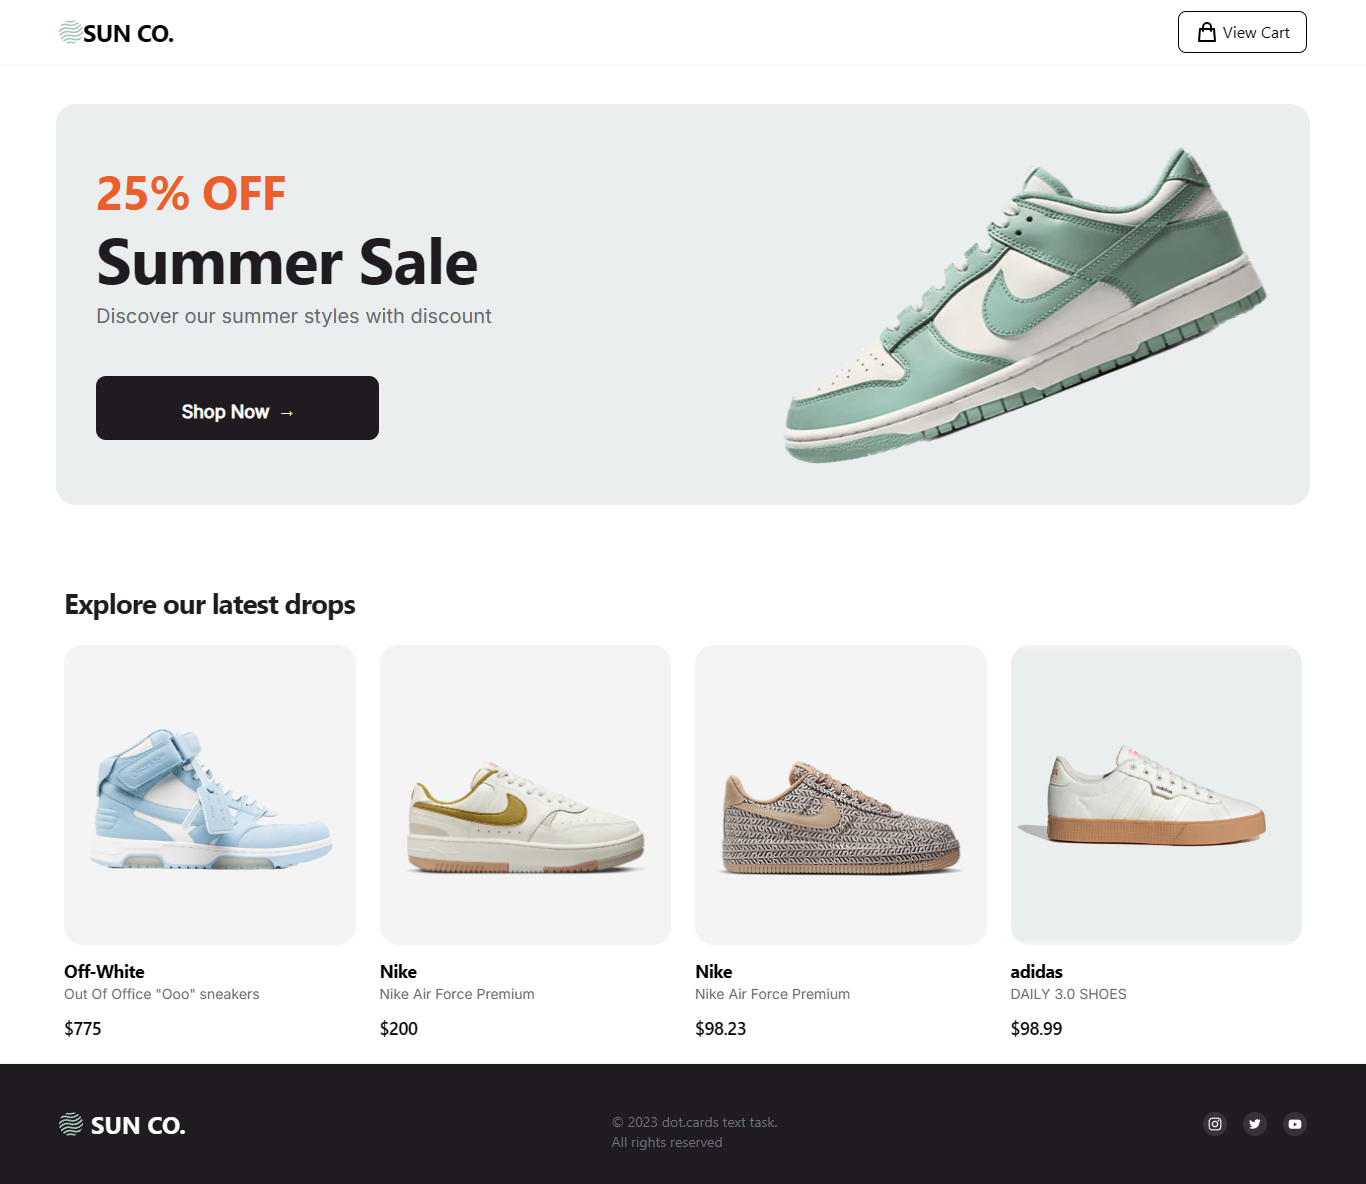 SUN CO.
View Cart
25% OFF
Summer Sale
Discover our summer styles with discount
Shop Now →
Explore our latest drops
Off-White
Out Of Office "Ooo" sneakers
$775
Nike
Nike Air Force Premium
$200
Nike
Nike Air Force Premium
$98.23
adidas
adidas
DAILY 3.0 SHOES
$98.99
SUN CO.
© 2023 dot.cards text task.
All rights reserved